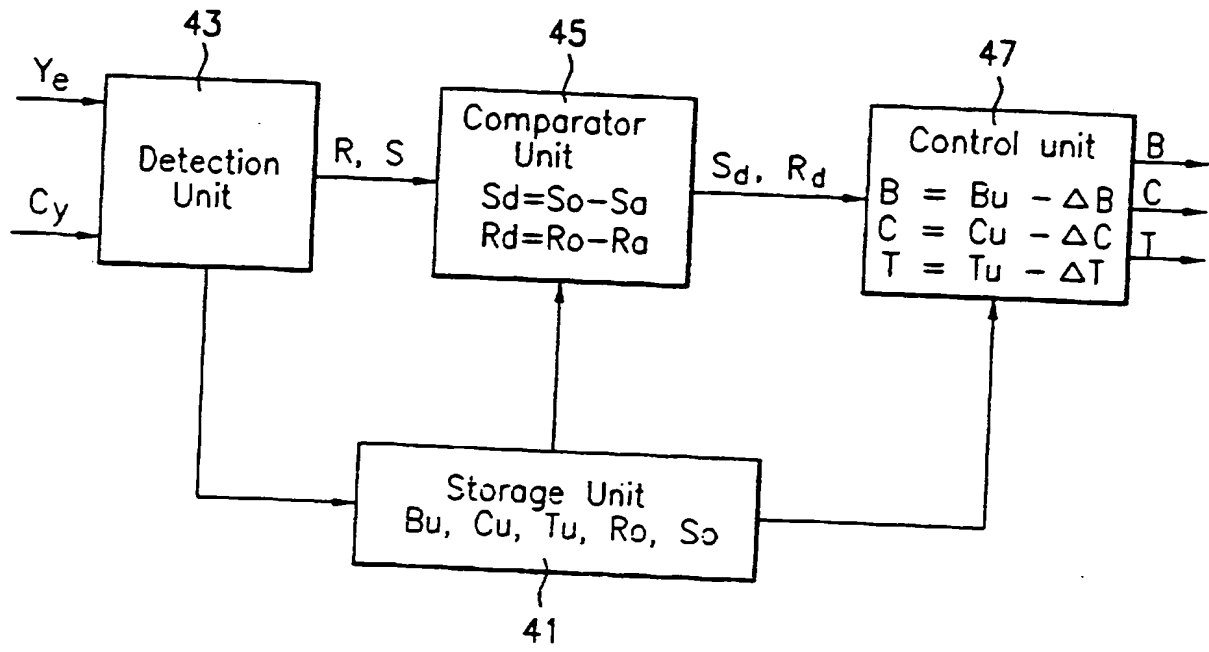 43
45
47
Ye
Cy
Detection
Unit
R, S
Comparator
Unit
Sd=So-Sa
Rd=Ro-Ra
Sd, Rd
Control unit
B = Bu - ΔB
C = Cu - ΔC
T = Tu - ΔT
B
C
T
Storage Unit
Bu, Cu, Tu, Ro, So
41